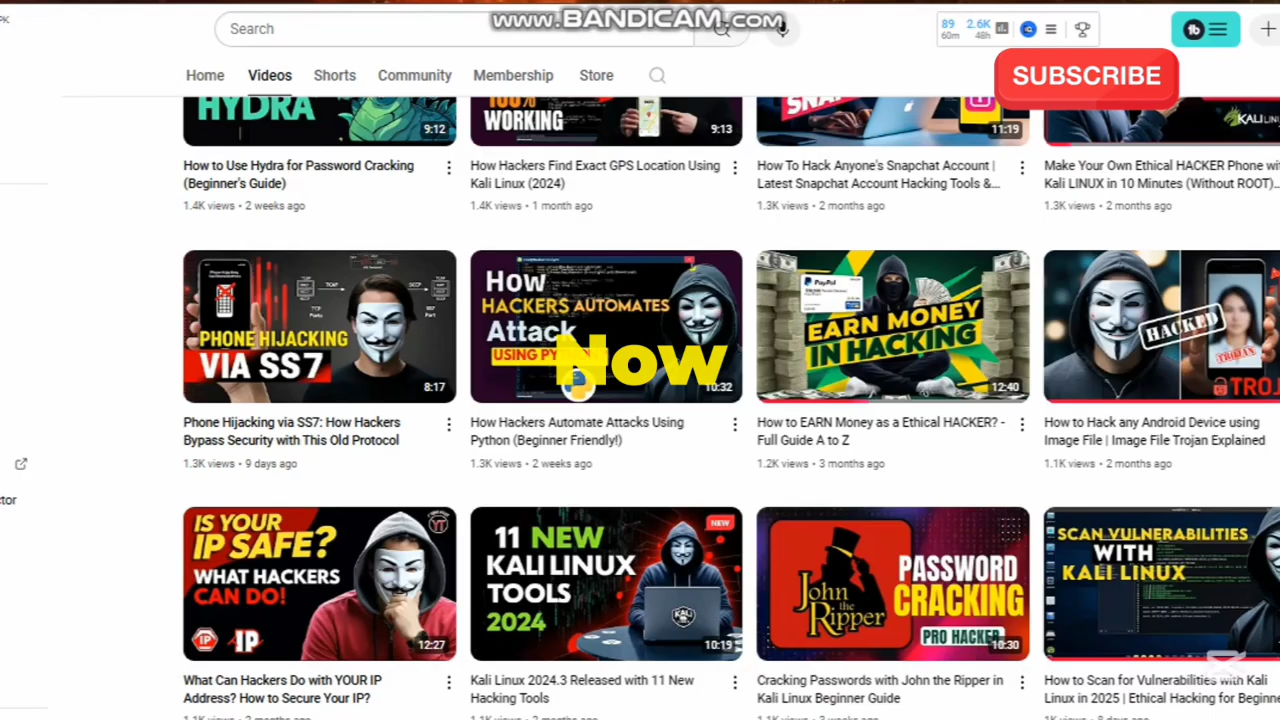 www.BANDICAM.com
Search
89
2.6K
60m
48h
SUBSCRIBE
Home
Videos
Shorts
Community
Membership
Store
HYDRA
9:12
100%
WORKING
9:13
11:19
KALI
How to Use Hydra for Password Cracking
(Beginner's Guide)
1.4K views • 2 weeks ago
How Hackers Find Exact GPS Location Using
Kali Linux (2024)
1.4K views • 1 month ago
How To Hack Anyone's Snapchat Account |
Latest Snapchat Account Hacking Tools &...
1.3K views • 2 months ago
Make Your Own Ethical HACKER Phone wi
Kali LINUX in 10 Minutes (Without ROOT)...
1.3K views • 2 months ago
PHONE HIJACKING
VIA SS7
8:17
How
HACKERS AUTOMATES
Attack
USING PY
Now
10:32
PayPal
EARN MONEY
IN HACKING
12:40
HACKED
TROJAN
TROJ
Phone Hijacking via SS7: How Hackers
Bypass Security with This Old Protocol
1.3K views • 9 days ago
How Hackers Automate Attacks Using
Python (Beginner Friendly!)
1.3K views • 2 weeks ago
How to EARN Money as a Ethical HACKER? -
Full Guide A to Z
1.2K views • 3 months ago
How to Hack any Android Device using
Image File | Image File Trojan Explained
1.1K views • 2 months ago
ctor
IS YOUR
IP SAFE?
WHAT HACKERS
CAN DO!
IP
IP
12:27
11 NEW
KALI LINUX
TOOLS
2024
NEW
KALI
10:19
John
the
Ripper
PASSWORD
CRACKING
PRO HACKER
10:30
SCAN VULNERABILITIES
WITH
KALI LINUX
What Can Hackers Do with YOUR IP
Address? How to Secure Your IP?
Kali Linux 2024.3 Released with 11 New
Hacking Tools
Cracking Passwords with John the Ripper in
Kali Linux Beginner Guide
How to Scan for Vulnerabilities with Kali
Linux in 2025 | Ethical Hacking for Beginne